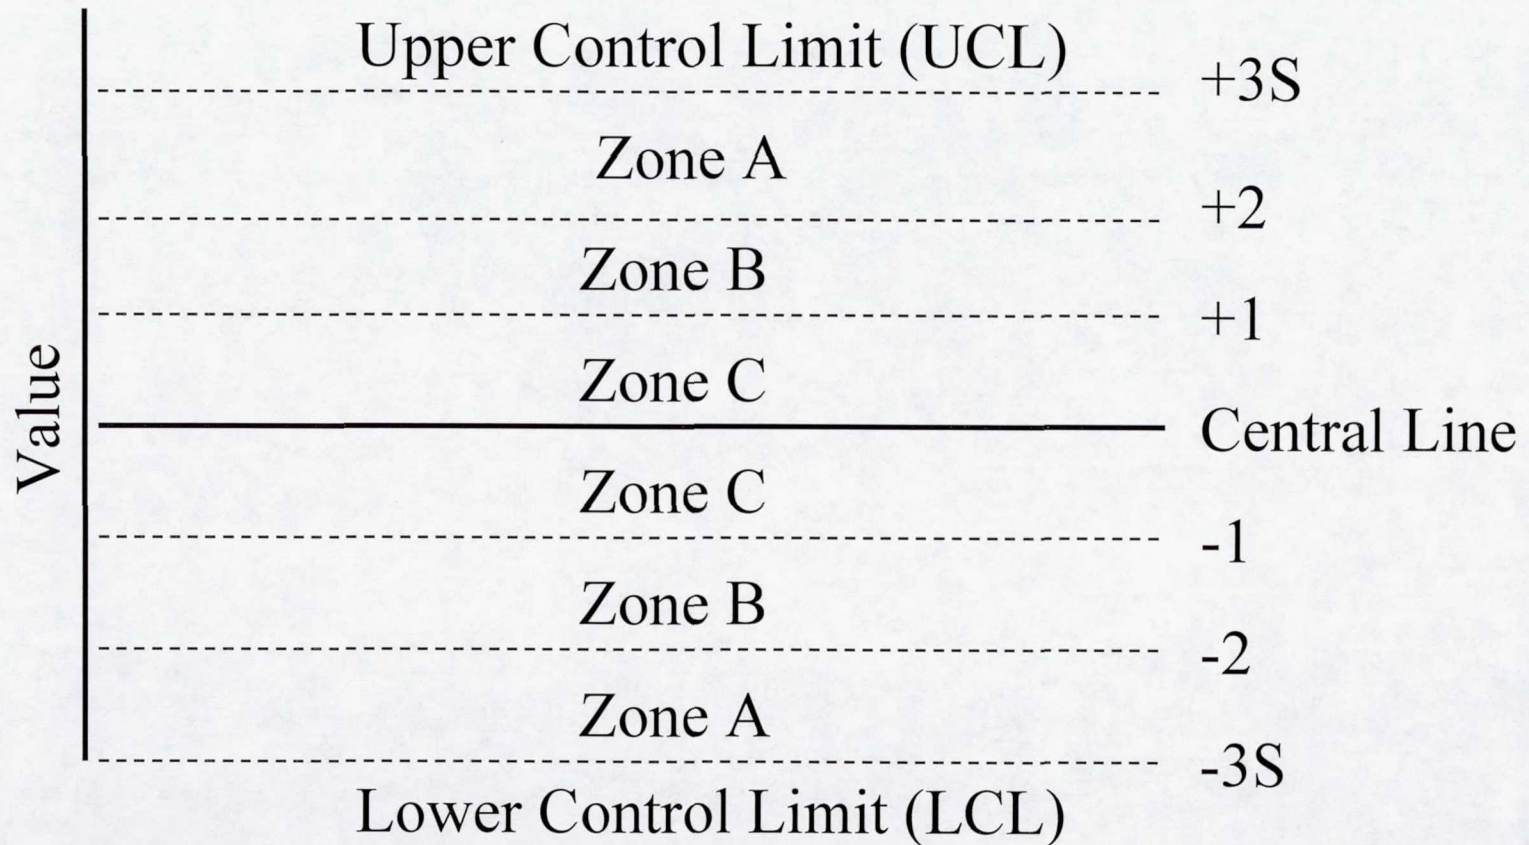 Upper Control Limit (UCL)
+3S
Zone A
+2
Zone B
+1
Zone C
Value
Central Line
Zone C
-1
Zone B
-2
Zone A
-3S
Lower Control Limit (LCL)